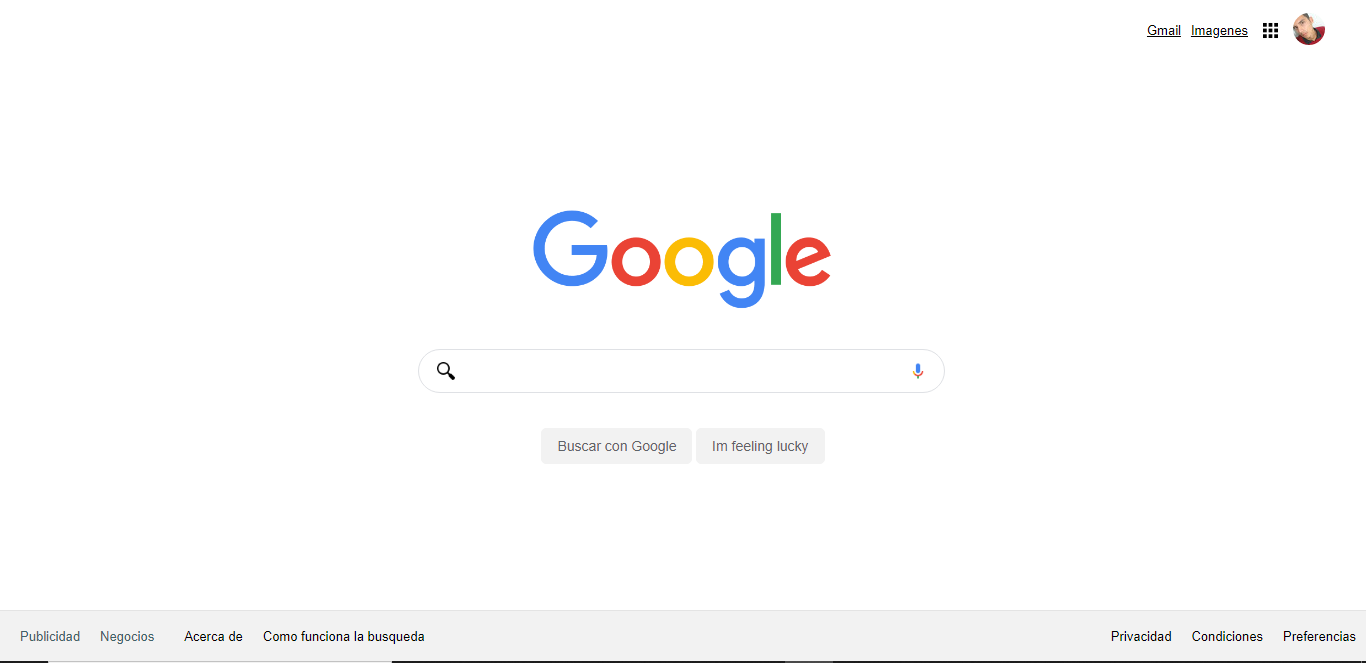 Gmail Imagenes
Google
Buscar con Google Im feeling lucky
Publicidad Negocios Acerca de Como funciona la busqueda Privacidad Condiciones Preferencias